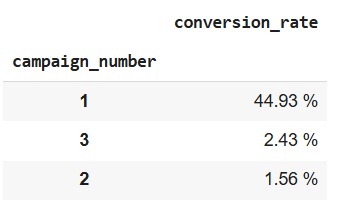 conversion_rate
campaign_number
1 44.93 %
3 2.43 %
2 1.56 %